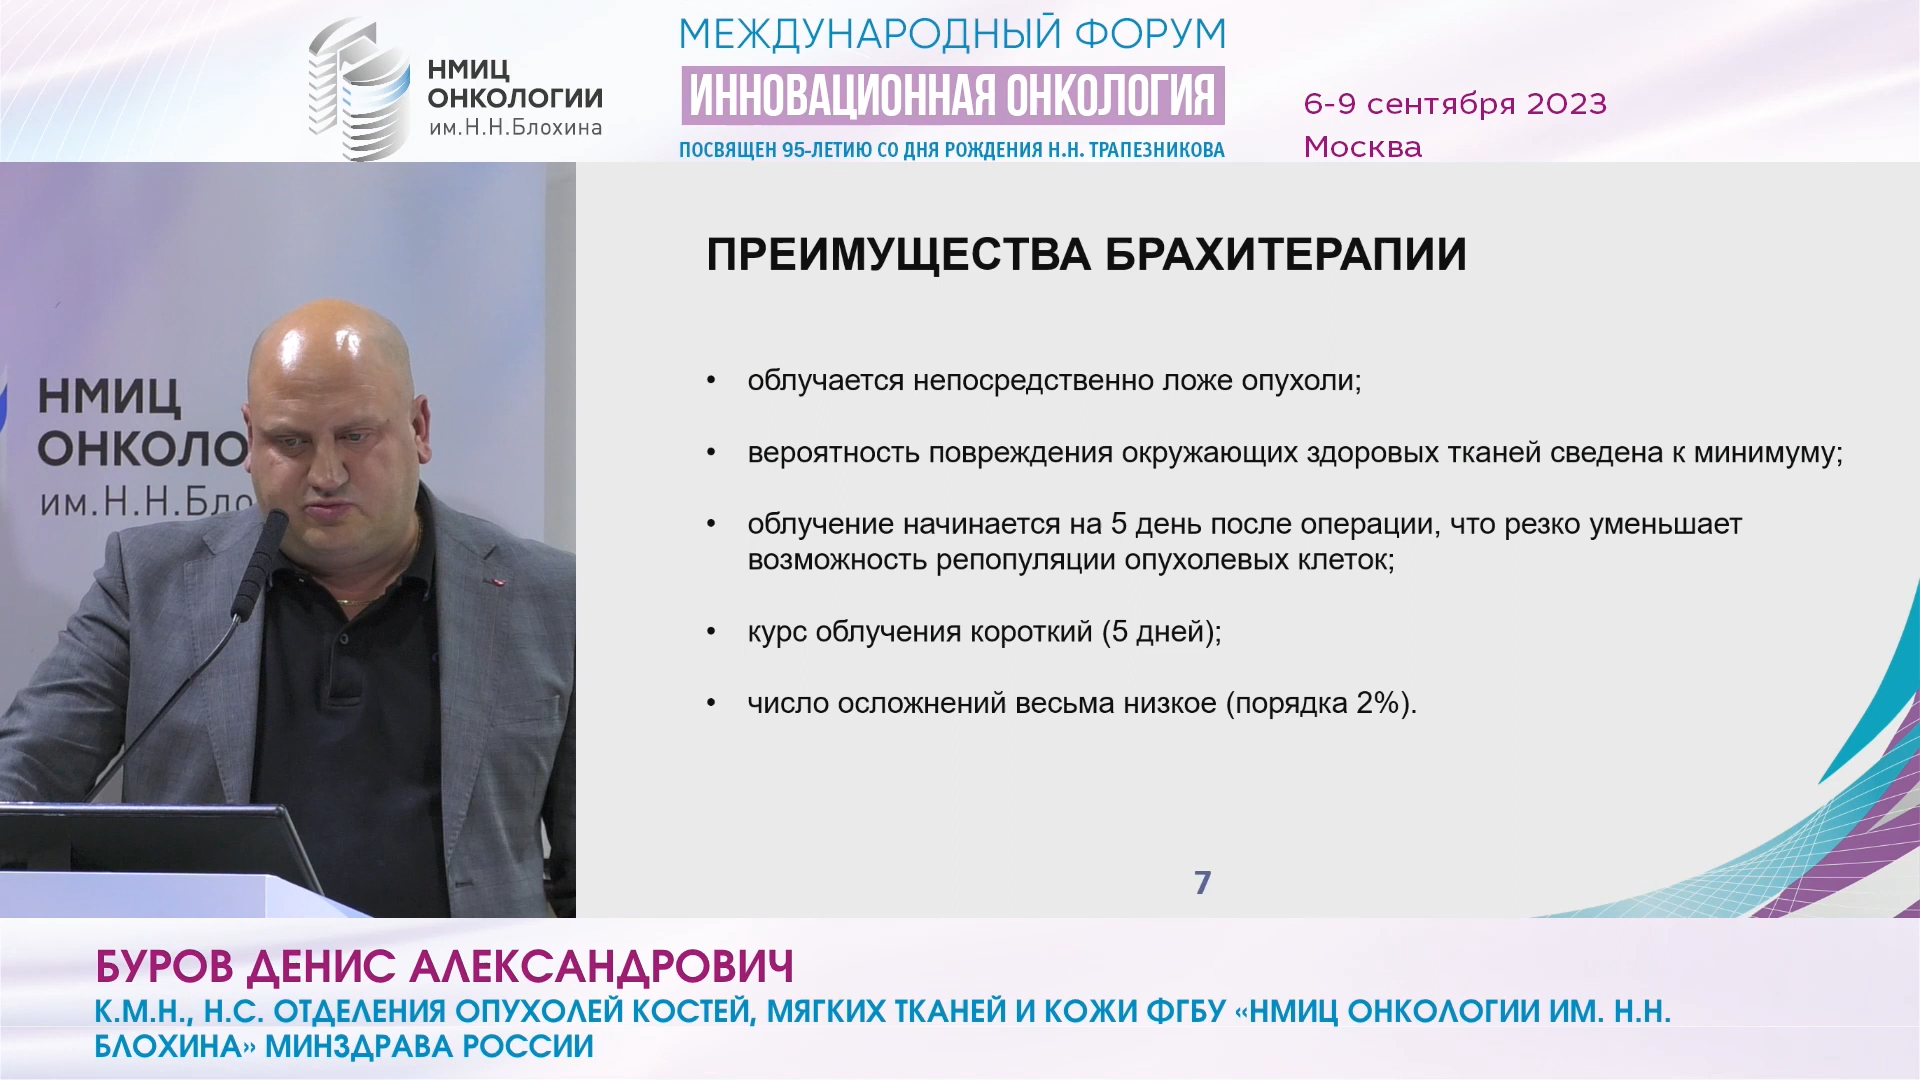 НМИЦ
ОНКОЛОГИИ
им.Н.Н.Блохина
МЕЖДУНАРОДНЫЙ ФОРУМ
ИННОВАЦИОННАЯ ОНКОЛОГИЯ
ПОСВЯЩЕН 95-ЛЕТИЮ СО ДНЯ РОЖДЕНИЯ Н.Н. ТРАПЕЗНИКОВА
6-9 сентября 2023
Москва
НМИЦ
ОНКОЛО
им.Н.Н.Бло
ПРЕИМУЩЕСТВА БРАХИТЕРАПИИ
• облучается непосредственно ложе опухоли;
• вероятность повреждения окружающих здоровых тканей сведена к минимуму;
• облучение начинается на 5 день после операции, что резко уменьшает
возможность репопуляции опухолевых клеток;
• курс облучения короткий (5 дней);
• число осложнений весьма низкое (порядка 2%).
7
БУРОВ ДЕНИС АЛЕКСАНДРОВИЧ
К.М.Н., Н.С. ОТДЕЛЕНИЯ ОПУХОЛЕЙ КОСТЕЙ, МЯГКИХ ТКАНЕЙ И КОЖИ ФГБУ «НМИЦ ОНКОЛОГИИ ИМ. Н.Н.
БЛОХИНА» МИНЗДРАВА РОССИИ